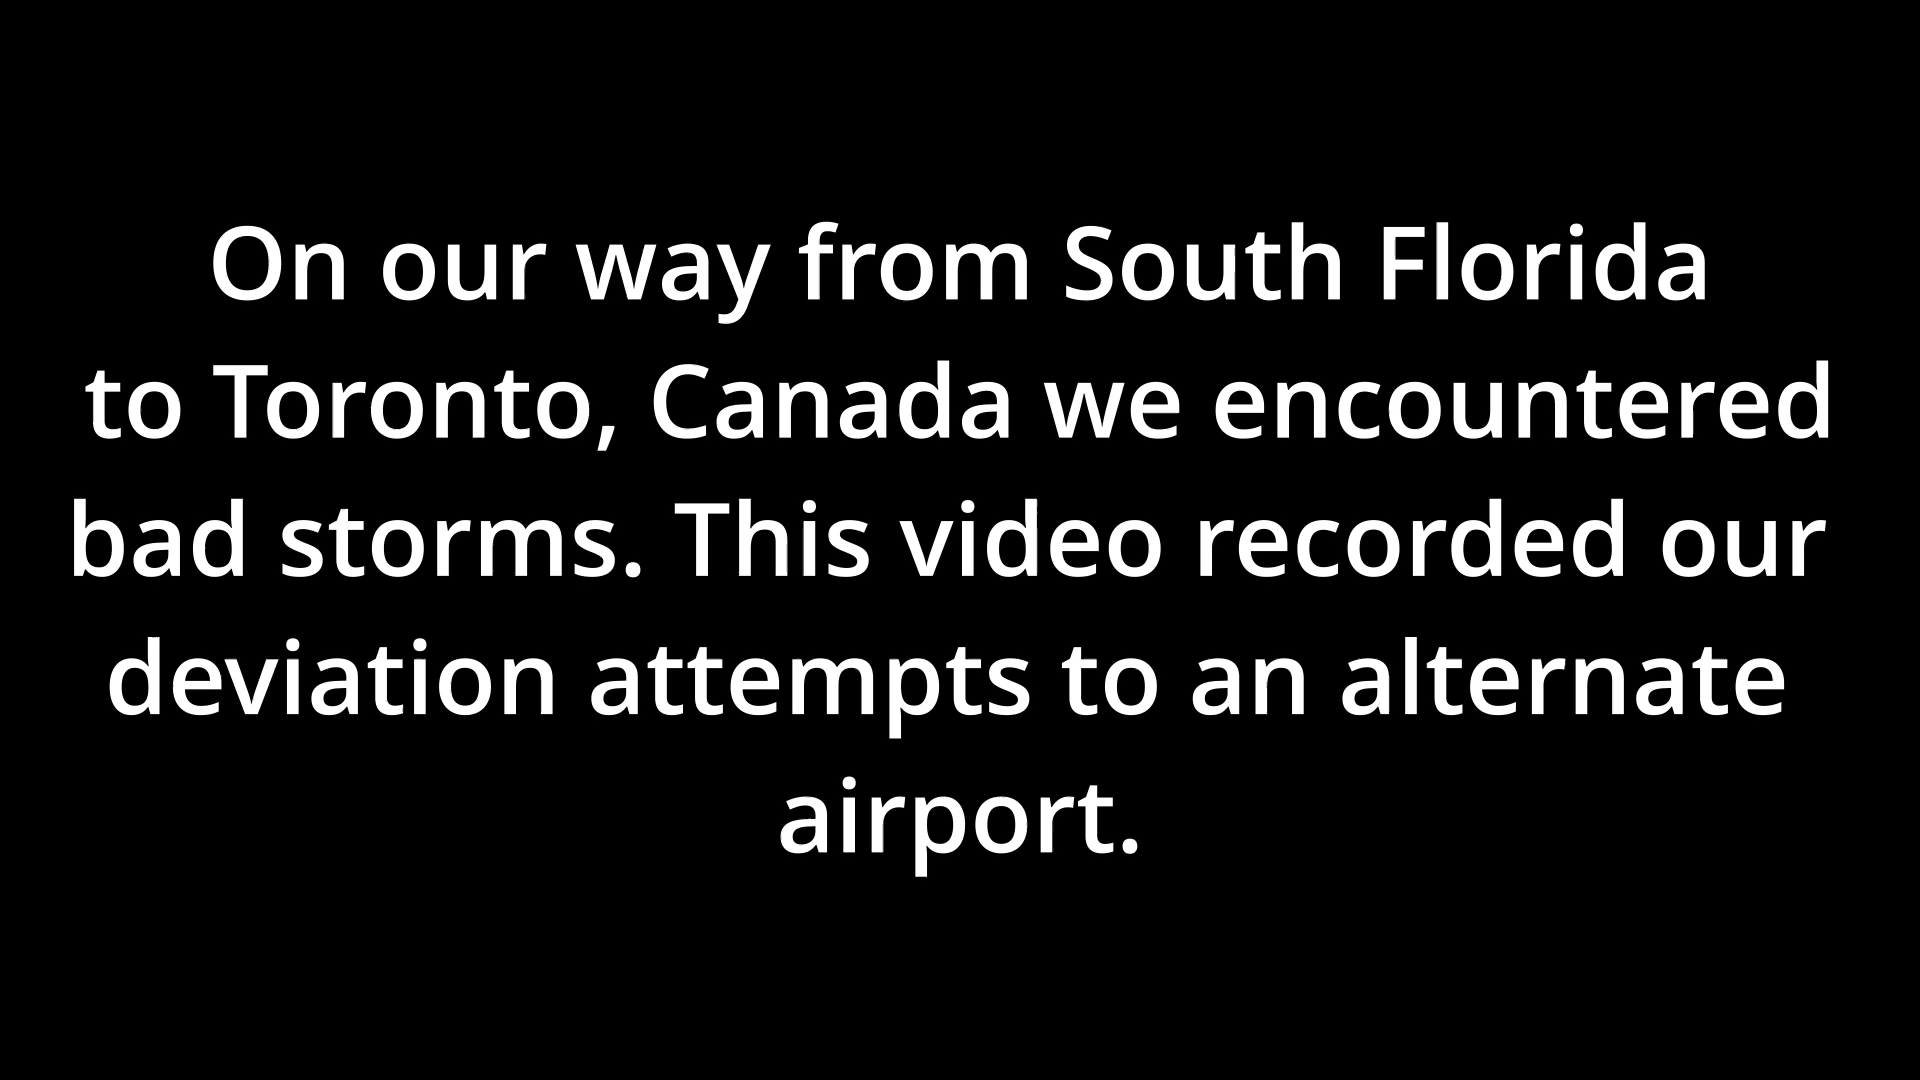 On our way from South Florida
to Toronto, Canada we encountered
bad storms. This video recorded our
deviation attempts to an alternate
airport.